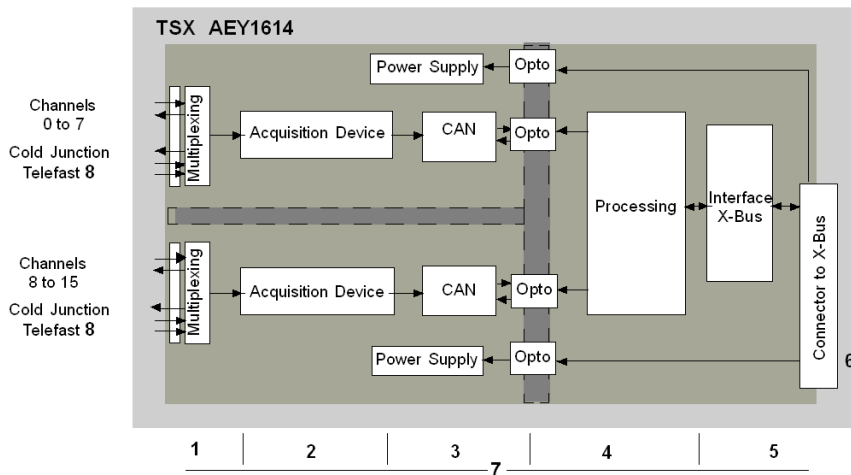 TSX AEY1614
Power Supply
Opto
Channels
0 to 7
Cold Junction
Telefast 8
Multiplexing
Acquisition Device
CAN
Opto
Processing
Interface
X-Bus
Connector to X-Bus
Channels
8 to 15
Cold Junction
Telefast 8
Multiplexing
Acquisition Device
CAN
Opto
Power Supply
Opto
6
1
2
3
4
5
7